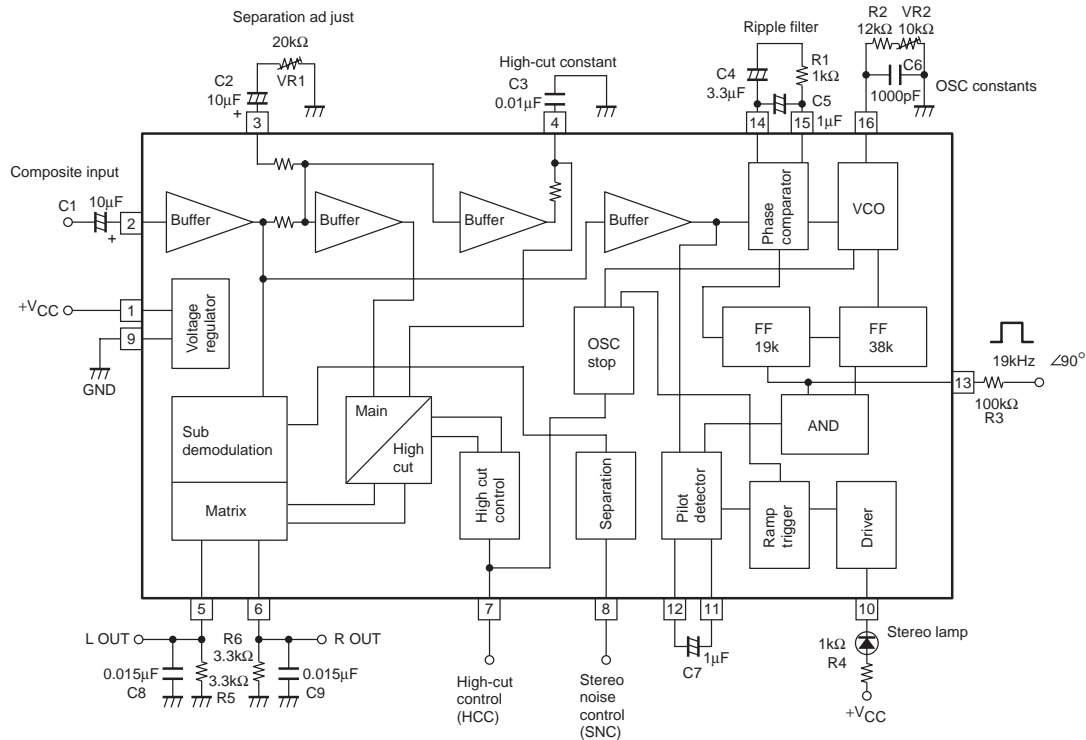 Separation ad just
20kΩ
VR1
C2
10µF
+
3
High-cut constant
C3
0.01µF
4
Ripple filter
C4
3.3µF
R1
1kΩ
C5
1µF
14
15
R2
12kΩ
VR2
10kΩ
C6
1000pF
OSC constants
16
Composite input
C1
10µF
+
2
Buffer
Buffer
Buffer
Buffer
Phase
comparator
VCO
+VCC
1
9
GND
Voltage
regulator
OSC
stop
FF
19k
FF
38k
19kHz
∠90°
13
100kΩ
R3
AND
Sub
demodulation
Matrix
Main
High
cut
High cut
control
Separation
Pilot
detector
Ramp
trigger
Driver
5
6
7
8
12
11
10
L OUT
R6
3.3kΩ
R OUT
0.015µF
C8
3.3kΩ
R5
0.015µF
C9
High-cut
control
(HCC)
Stereo
noise
control
(SNC)
C7
1µF
Stereo lamp
1kΩ
R4
+VCC